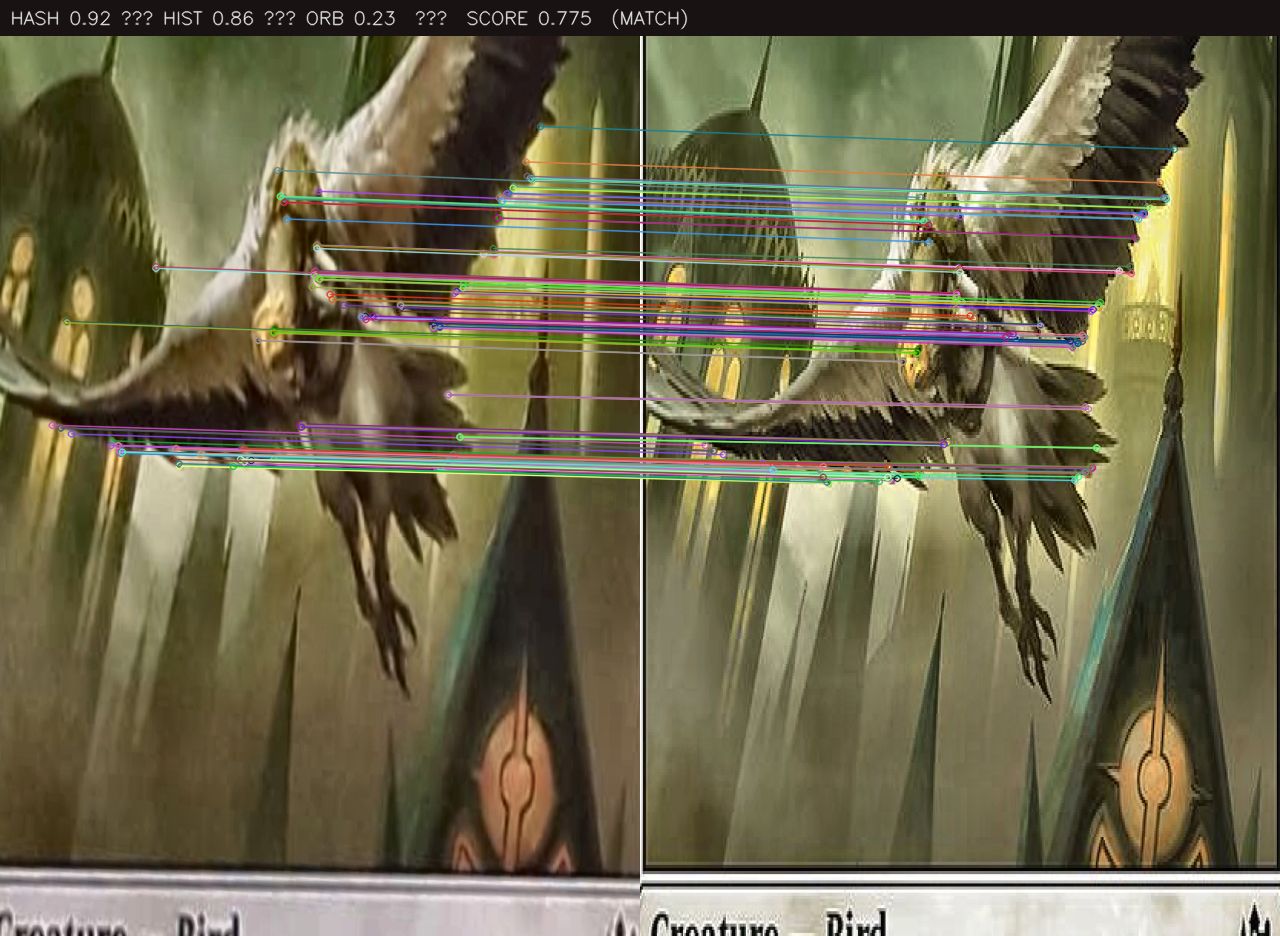 HASH 0.92 ??? HIST 0.86 ??? ORB 0.23 ??? SCORE 0.775 (MATCH)
Creature — Bird
Creature — Bird